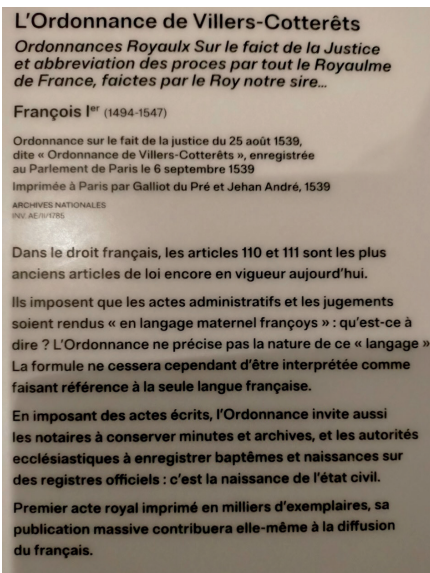 L'Ordonnance de Villers-Cotterêts
Ordonnances Royaulx Sur le faict de la Justice
et abbreviation des proces par tout le Royaulme
de France, faictes par le Roy notre sire...
François Ier (1494-1547)
Ordonnance sur le fait de la justice du 25 août 1539,
dite « Ordonnance de Villers-Cotterêts », enregistrée
au Parlement de Paris le 6 septembre 1539
Imprimée à Paris par Galliot du Pré et Jehan André, 1539
ARCHIVES NATIONALES
INV. AE/II/1785
Dans le droit français, les articles 110 et 111 sont les plus
anciens articles de loi encore en vigueur aujourd'hui.
Ils imposent que les actes administratifs et les jugements
soient rendus « en langage maternel françoys » : qu'est-ce à
dire ? L'Ordonnance ne précise pas la nature de ce « langage »
La formule ne cessera cependant d'être interprétée comme
faisant référence à la seule langue française.
En imposant des actes écrits, l'Ordonnance invite aussi
les notaires à conserver minutes et archives, et les autorités
ecclésiastiques à enregistrer baptêmes et naissances sur
des registres officiels : c'est la naissance de l'état civil.
Premier acte royal imprimé en milliers d'exemplaires, sa
publication massive contribuera elle-même à la diffusion
du français.